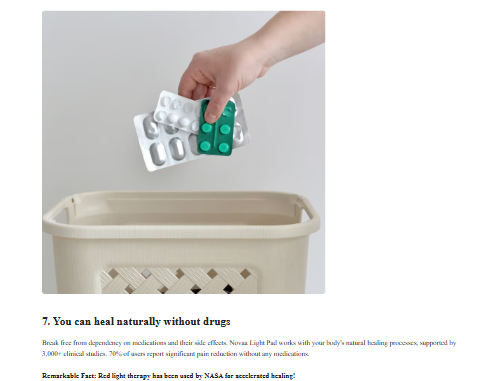 7. You can heal naturally without drugs
Break free from dependency on medications and their side effects. Novaa Light Pad works with your body's natural healing processes, supported by
3,000+ clinical studies. 70% of users report significant pain reduction without any medications.
Remarkable Fact: Red light therapy has been used by NASA for accelerated healing!